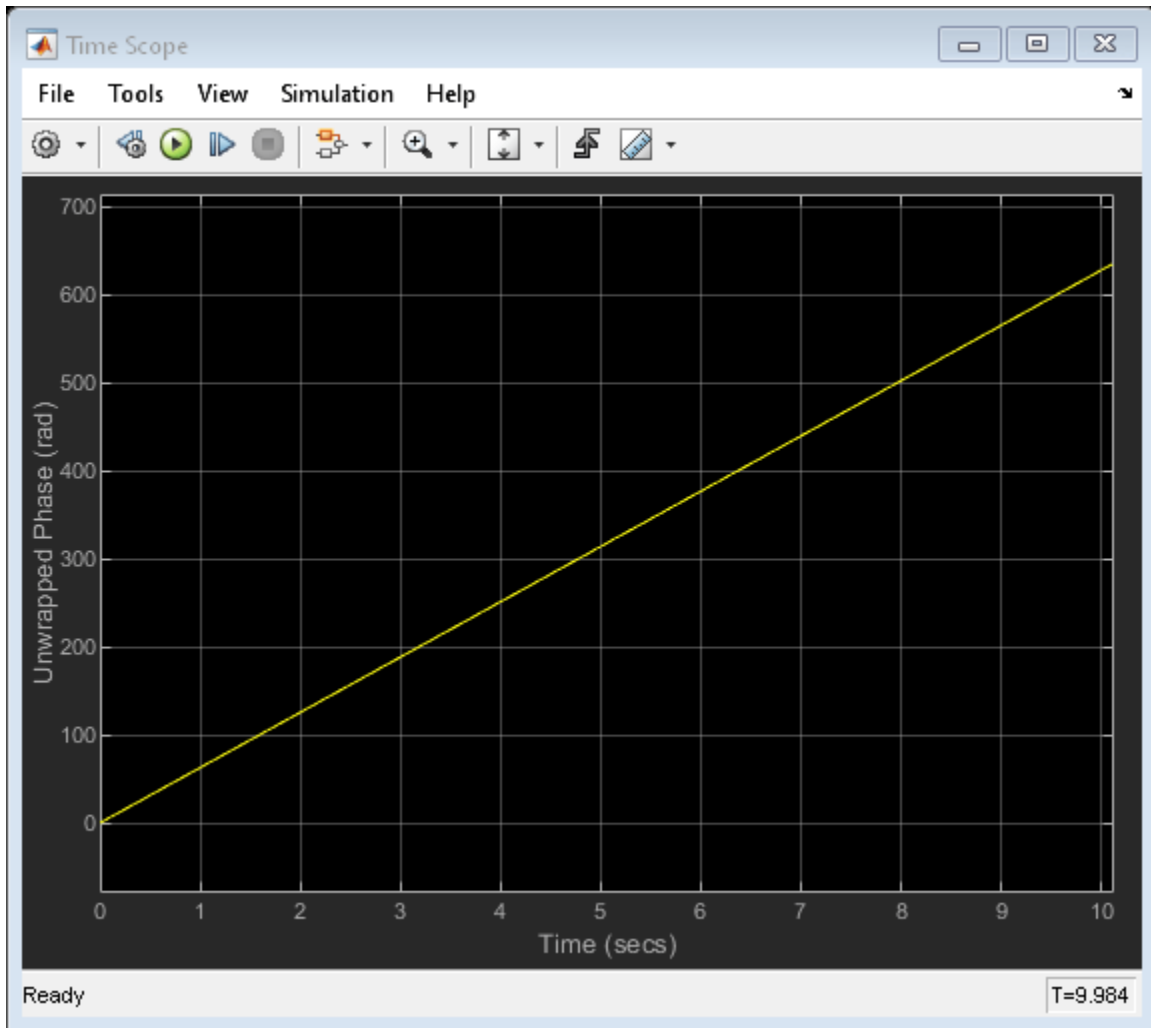 Time Scope
File Tools View Simulation Help
700
600
500
400
300
200
100
0
Unwrapped Phase (rad)
0 1 2 3 4 5 6 7 8 9 10
Time (secs)
Ready T=9.984